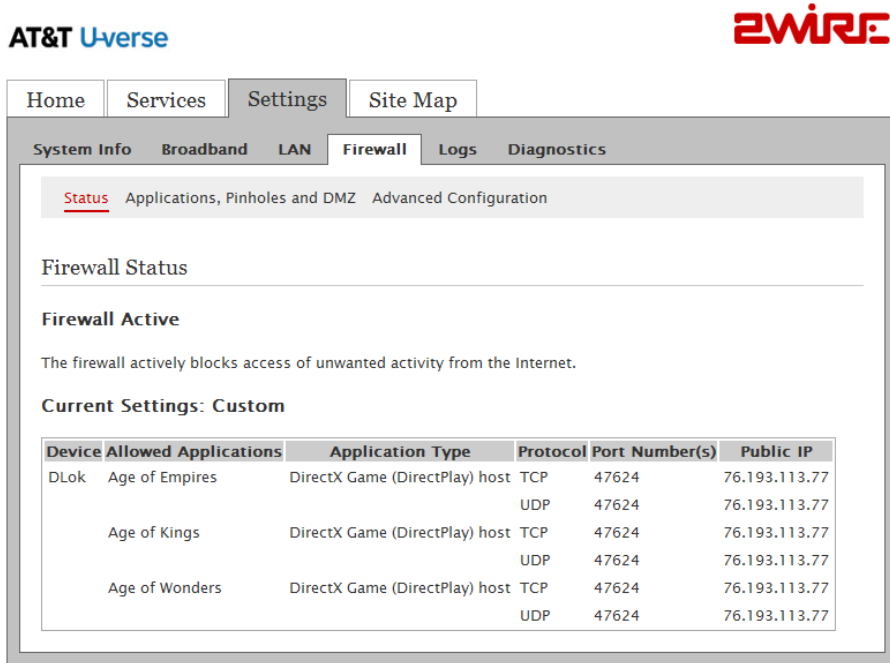 AT&T U-verse
2WIRE
Home Services Settings Site Map
System Info Broadband LAN Firewall Logs Diagnostics
Status Applications, Pinholes and DMZ Advanced Configuration
Firewall Status
Firewall Active
The firewall actively blocks access of unwanted activity from the Internet.
Current Settings: Custom
Device Allowed Applications Application Type Protocol Port Number(s) Public IP
DLok Age of Empires DirectX Game (DirectPlay) host TCP 47624 76.193.113.77
UDP 47624 76.193.113.77
Age of Kings DirectX Game (DirectPlay) host TCP 47624 76.193.113.77
UDP 47624 76.193.113.77
Age of Wonders DirectX Game (DirectPlay) host TCP 47624 76.193.113.77
UDP 47624 76.193.113.77